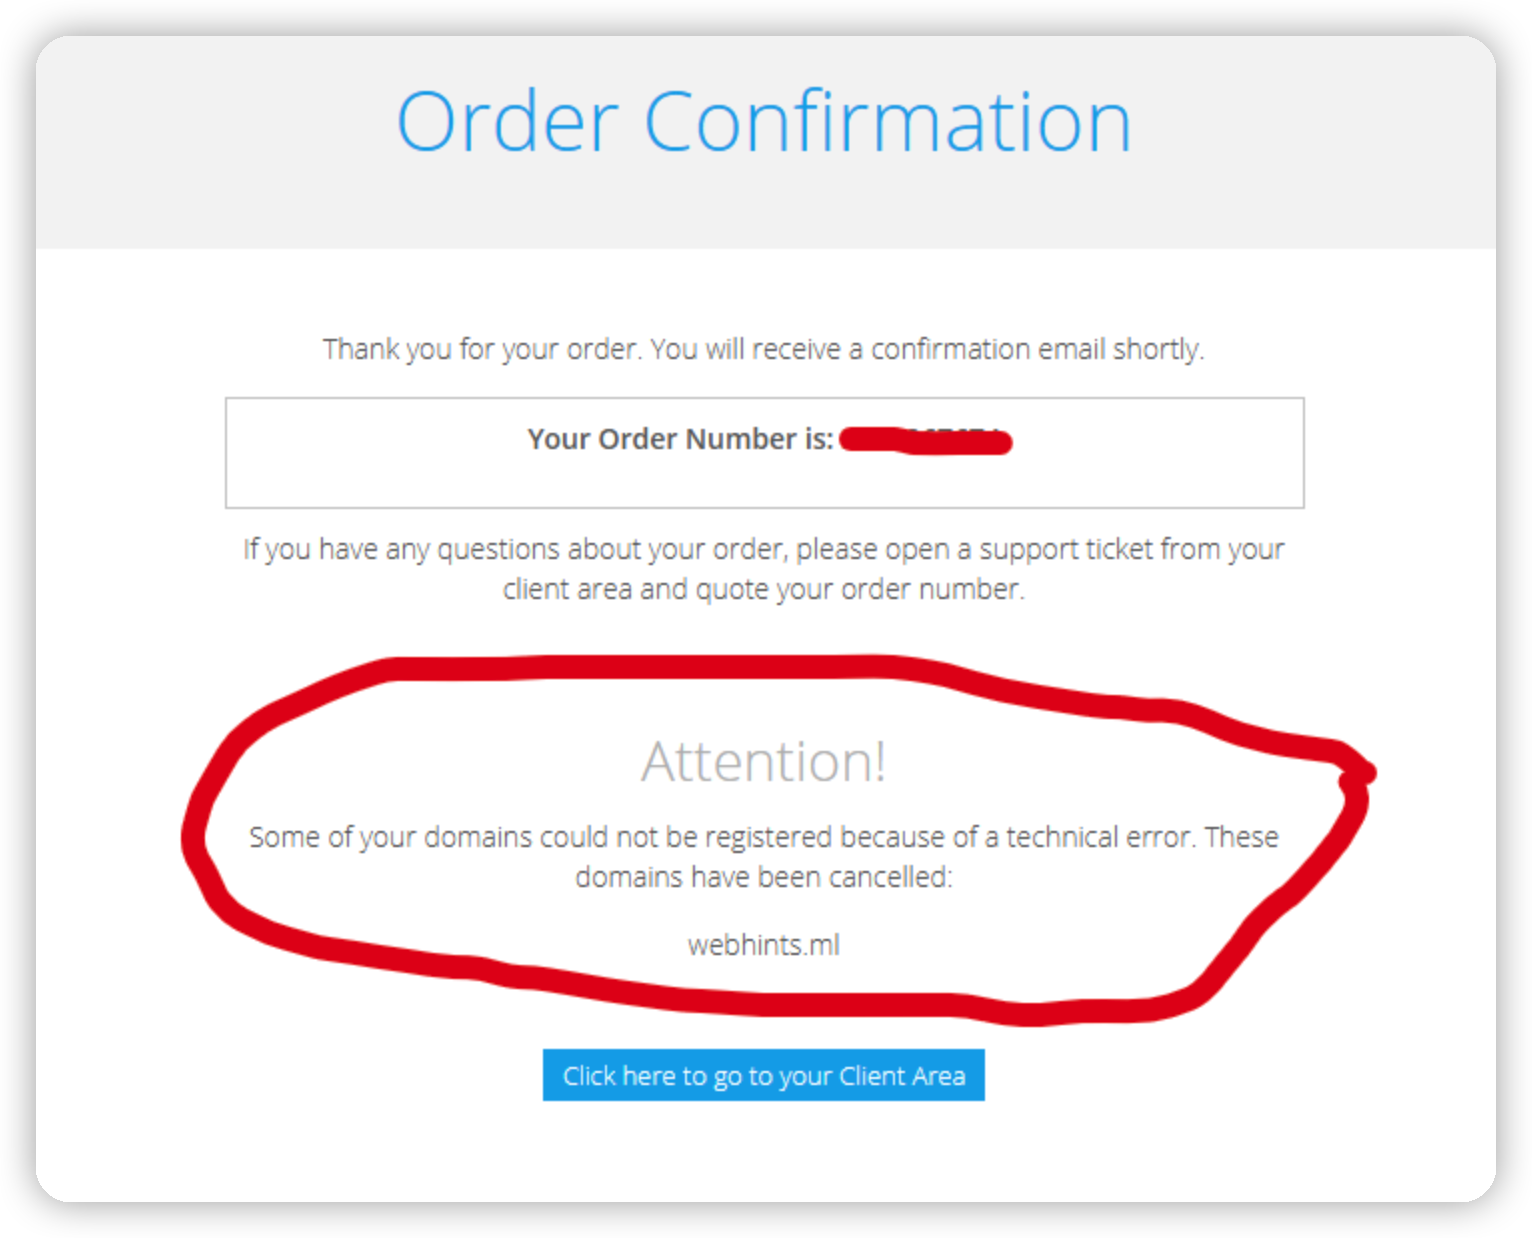 Order Confirmation
Thank you for your order. You will receive a confirmation email shortly.
Your Order Number is:
If you have any questions about your order, please open a support ticket from your
client area and quote your order number.
Attention!
Some of your domains could not be registered because of a technical error. These
domains have been cancelled:
webhints.ml
Click here to go to your Client Area